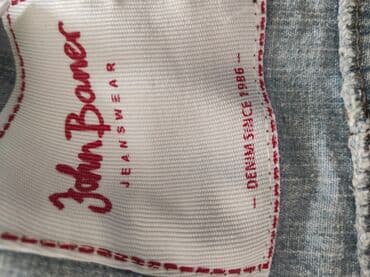 John Baner
JEANSWEAR
– DENIM SINCE 1986 –